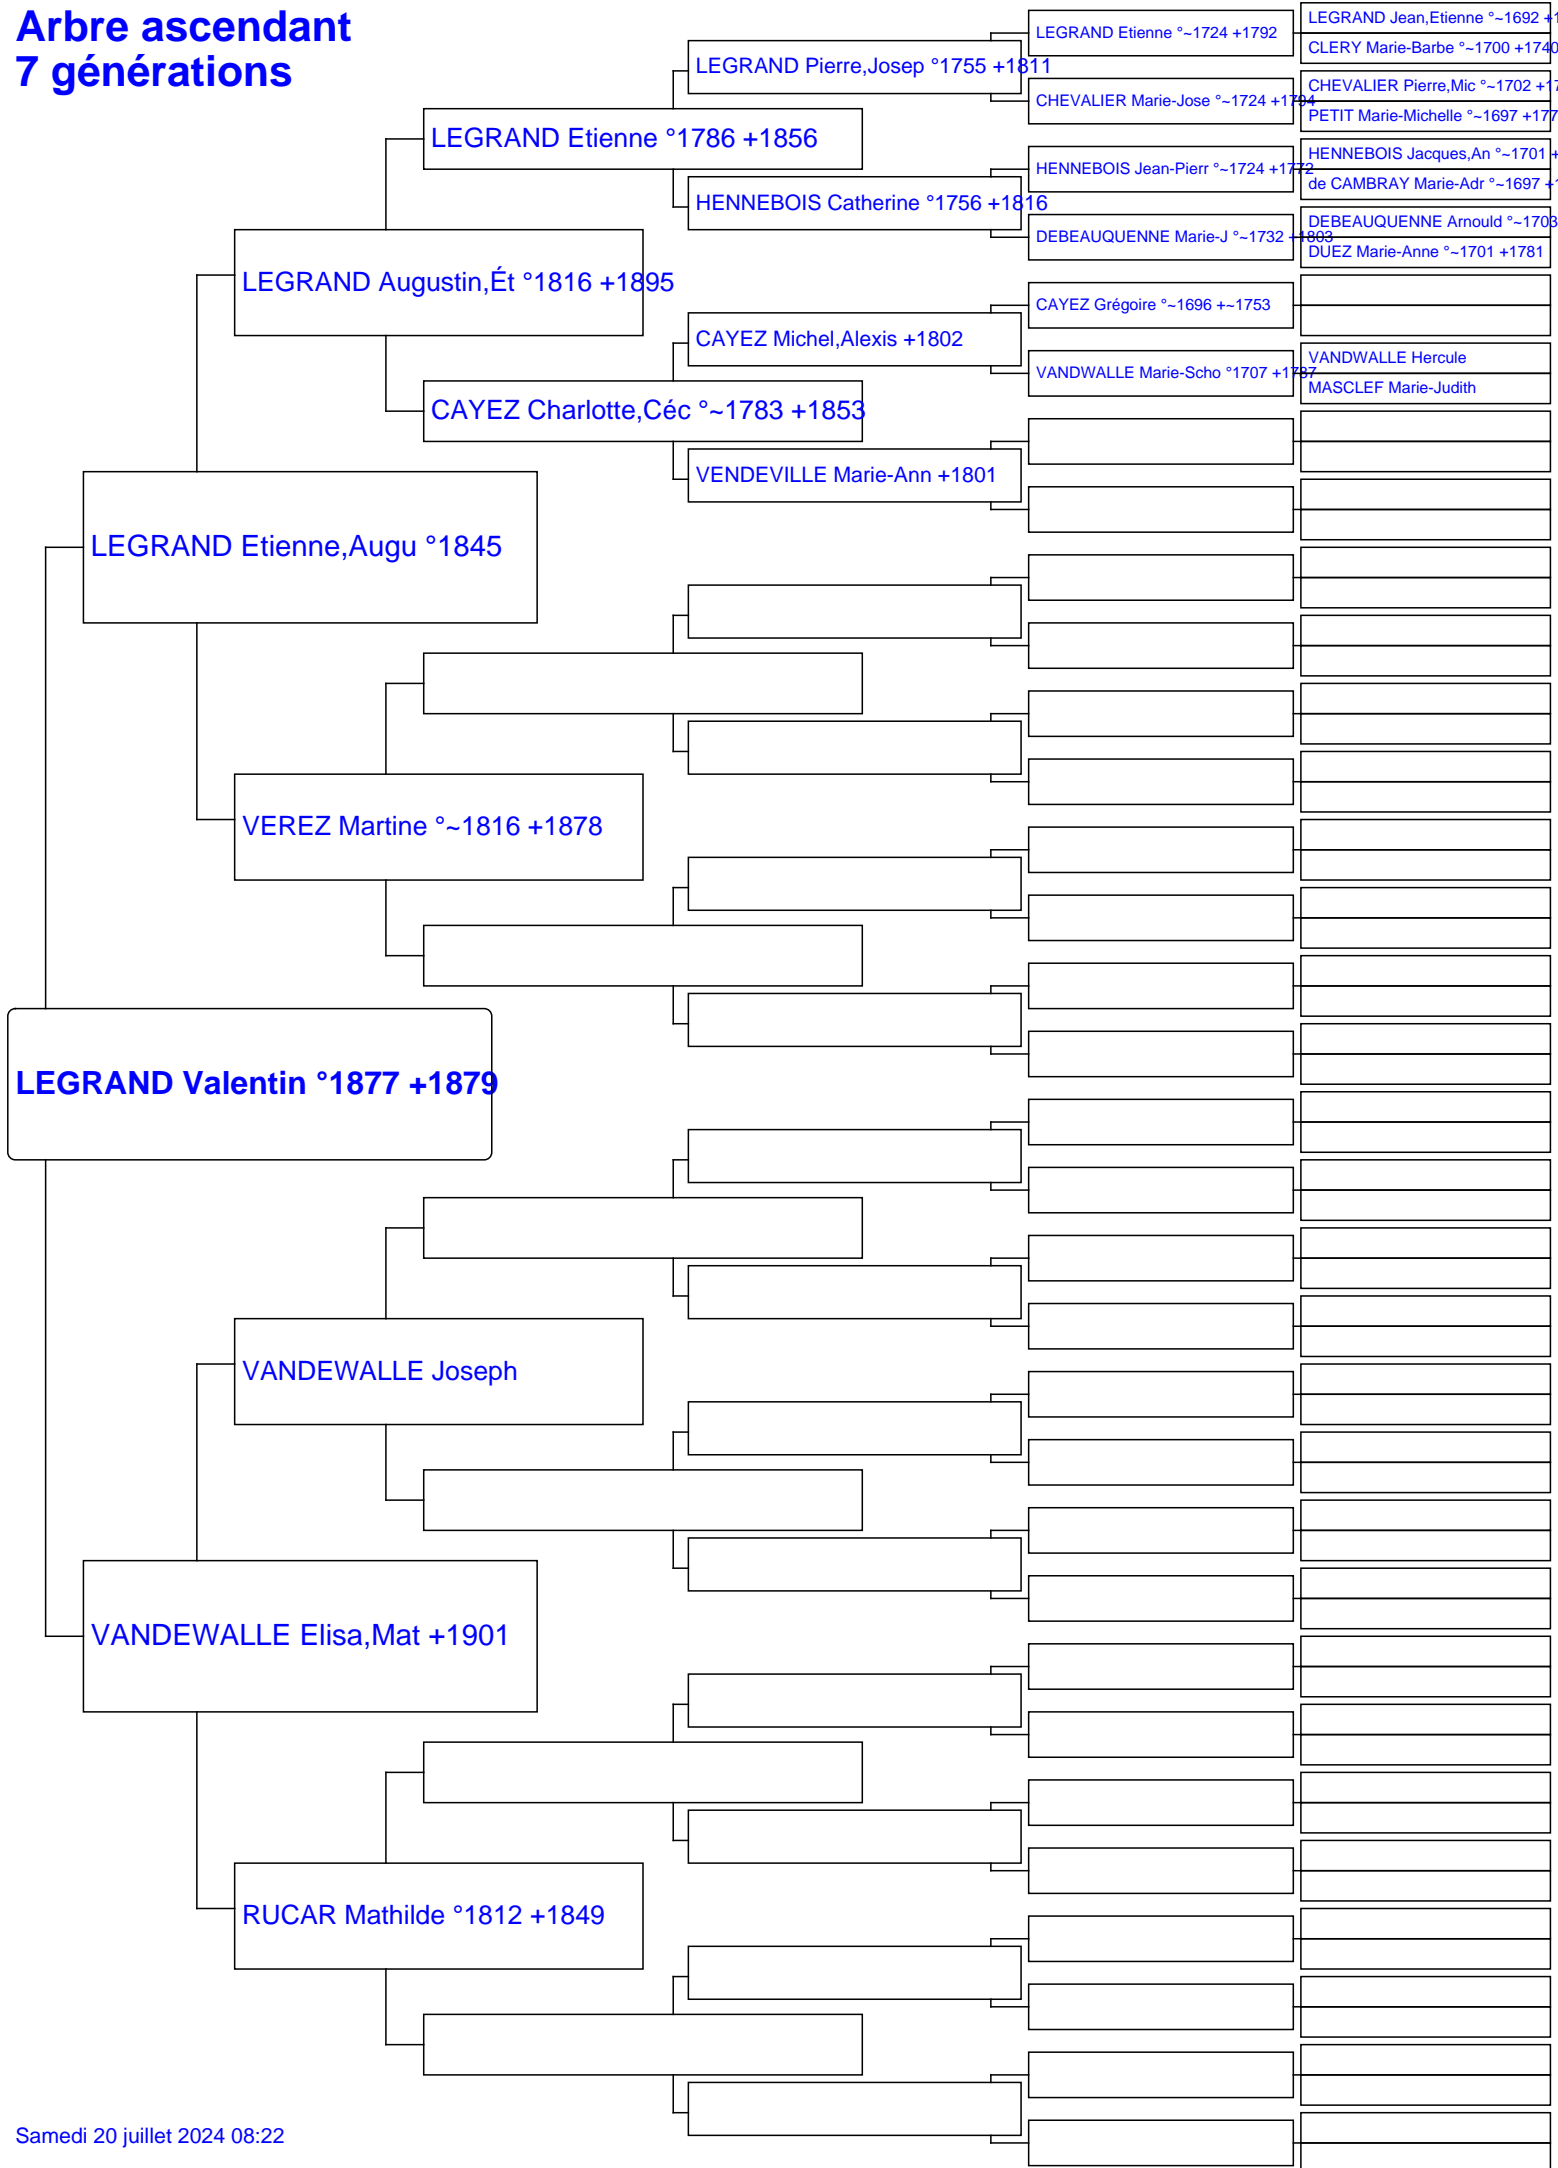 Arbre ascendant
7 générations
LEGRAND Jean,Etienne °~1692 +1
LEGRAND Etienne °~1724 +1792
CLERY Marie-Barbe °~1700 +1740
LEGRAND Pierre,Josep °1755 +1811
CHEVALIER Pierre,Mic °~1702 +17
CHEVALIER Marie-Jose °~1724 +1794
PETIT Marie-Michelle °~1697 +177
LEGRAND Etienne °1786 +1856
HENNEBOIS Jacques,An °~1701 +
HENNEBOIS Jean-Pierr °~1724 +1772
de CAMBRAY Marie-Adr °~1697 +1
HENNEBOIS Catherine °1756 +1816
DEBEAUQUENNE Arnould °~1703
DEBEAUQUENNE Marie-J °~1732 +1803
DUEZ Marie-Anne °~1701 +1781
LEGRAND Augustin,Ét °1816 +1895
CAYEZ Grégoire °~1696 +~1753
CAYEZ Michel,Alexis +1802
VANDWALLE Hercule
VANDWALLE Marie-Scho °1707 +1787
MASCLEF Marie-Judith
CAYEZ Charlotte,Céc °~1783 +1853
VENDEVILLE Marie-Ann +1801
LEGRAND Etienne,Augu °1845
VEREZ Martine °~1816 +1878
LEGRAND Valentin °1877 +1879
VANDEWALLE Joseph
VANDEWALLE Elisa,Mat +1901
RUCAR Mathilde °1812 +1849
Samedi 20 juillet 2024 08:22